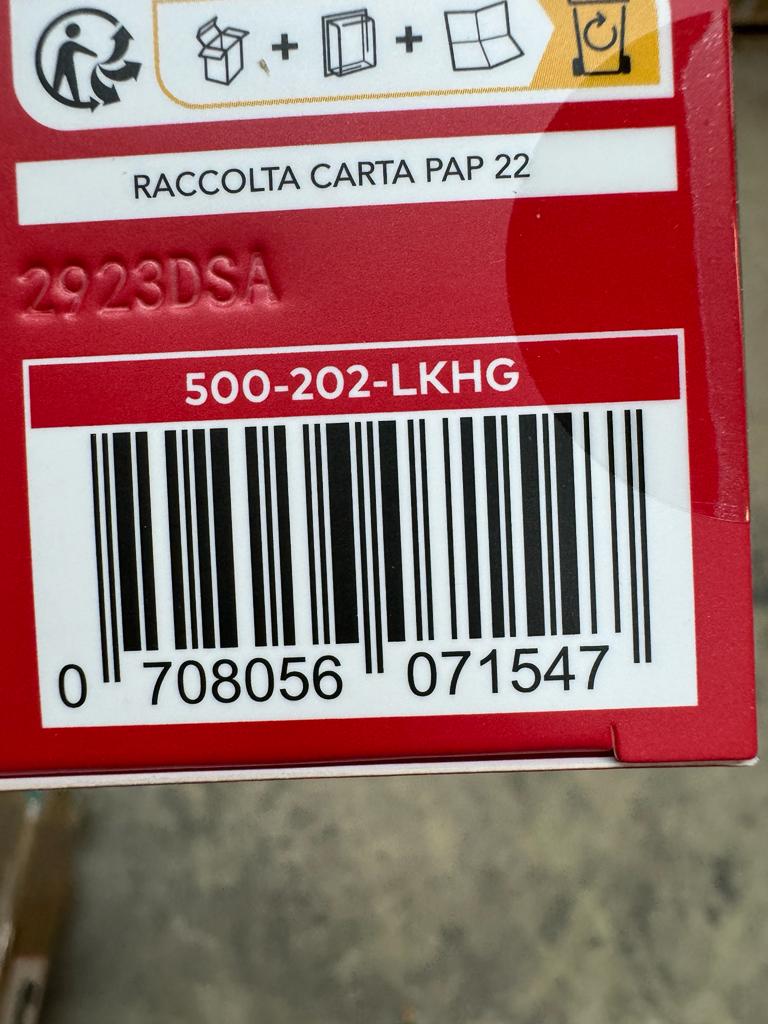 RACCOLTA CARTA PAP 22
2923DSA
500-202-LKHG
0 708056 071547